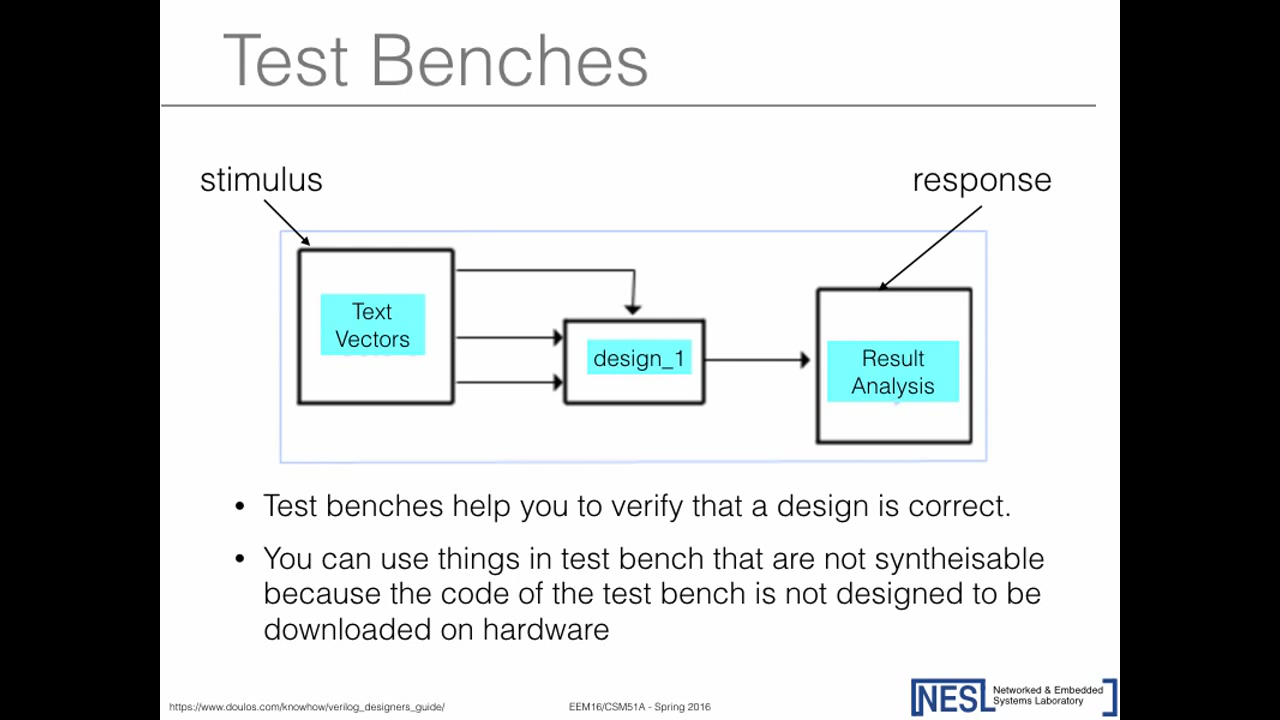 Test Benches
stimulus
response
Text
Vectors
design_1
Result
Analysis
• Test benches help you to verify that a design is correct.
• You can use things in test bench that are not syntheisable
because the code of the test bench is not designed to be
downloaded on hardware
https://www.doulos.com/knowhow/verilog_designers_guide/
EEM16/CSM51A - Spring 2016
NESL
Networked & Embedded
Systems Laboratory